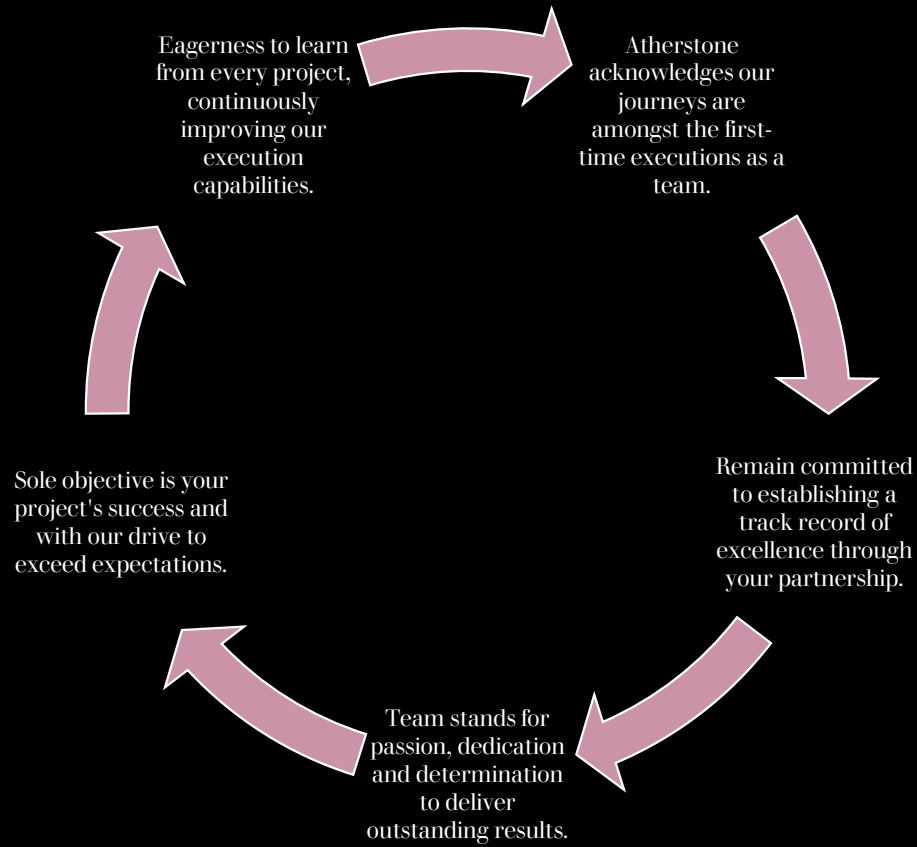 Eagerness to learn
from every project,
continuously
improving our
execution
capabilities.
Atherstone
acknowledges our
journeys are
amongst the first-
time executions as a
team.
Remain committed
to establishing a
track record of
excellence through
your partnership.
Team stands for
passion, dedication
and determination
to deliver
outstanding results.
Sole objective is your
project's success and
with our drive to
exceed expectations.